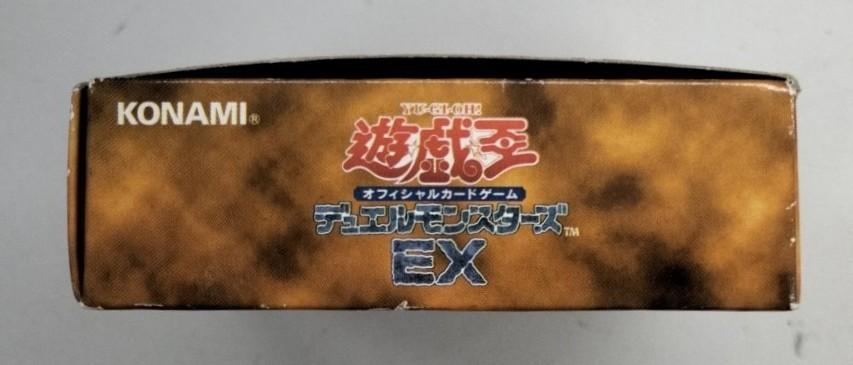 KONAMI®
YU-GI-OH!
遊戯王
オフィシャルカードゲーム
デュエルモンスターズ™
EX